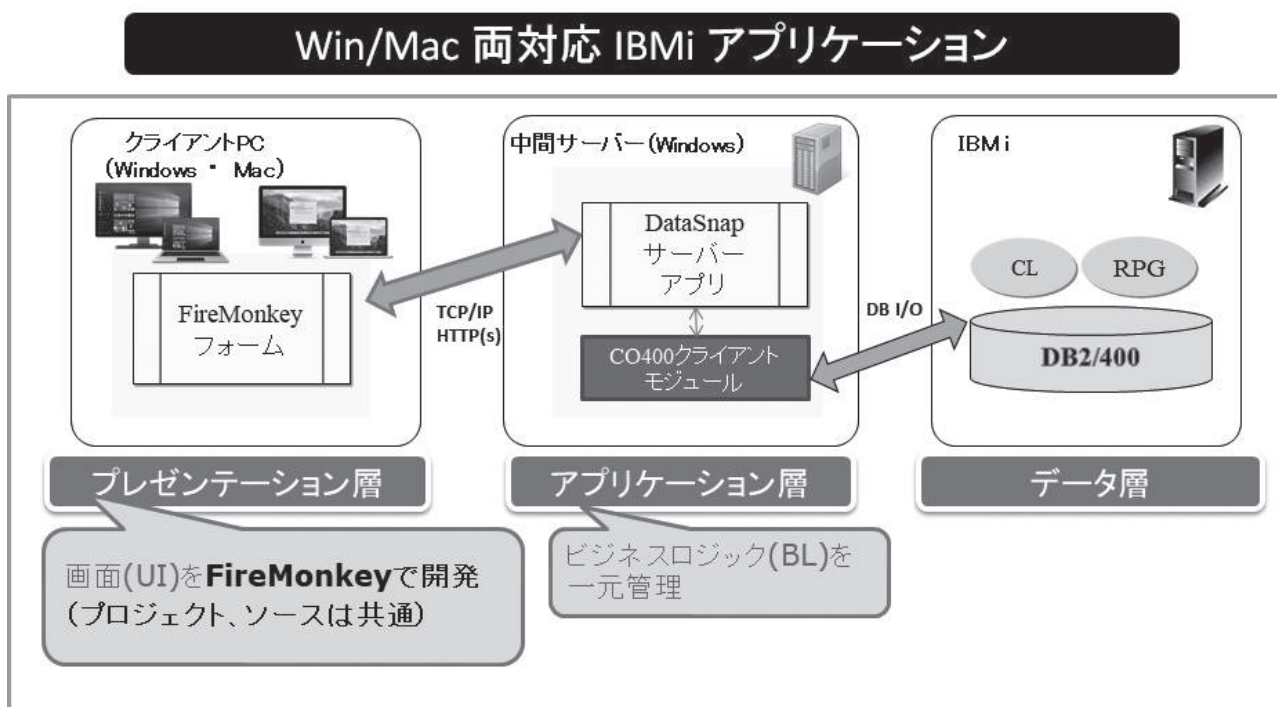 Win/Mac 両対応 IBMi アプリケーション
クライアントPC
(Windows ・ Mac)
FireMonkey
フォーム
TCP/IP
HTTP(s)
中間サーバー(Windows)
DataSnap
サーバー
アプリ
CO400クライアント
モジュール
DB I/O
IBMi
CL
RPG
DB2/400
プレゼンテーション層
アプリケーション層
データ層
画面(UI)をFireMonkeyで開発
(プロジェクト、ソースは共通)
ビジネスロジック(BL)を
一元管理